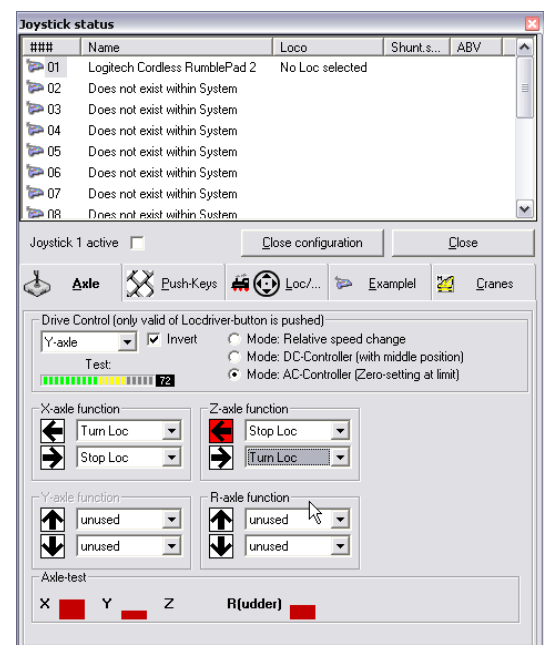 Joystick status
### Name Loco Shunt.s... ABV
01 Logitech Cordless RumblePad 2 No Loc selected
02 Does not exist within System
03 Does not exist within System
04 Does not exist within System
05 Does not exist within System
06 Does not exist within System
07 Does not exist within System
08 Does not exist within System
Joystick 1 active Close configuration Close
Axle Push-Keys Loc/... Examplel Cranes
Drive Control (only valid of Locdriver-button is pushed)
Y-axle Invert Mode: Relative speed change
Mode: DC-Controller (with middle position)
Test: Mode: AC-Controller (Zero-setting at limit)
72
X-axle function Z-axle function
Turn Loc Stop Loc
Stop Loc Turn Loc
Y-axle function R-axle function
unused unused
unused unused
Axle-test
X Y Z R(udder)